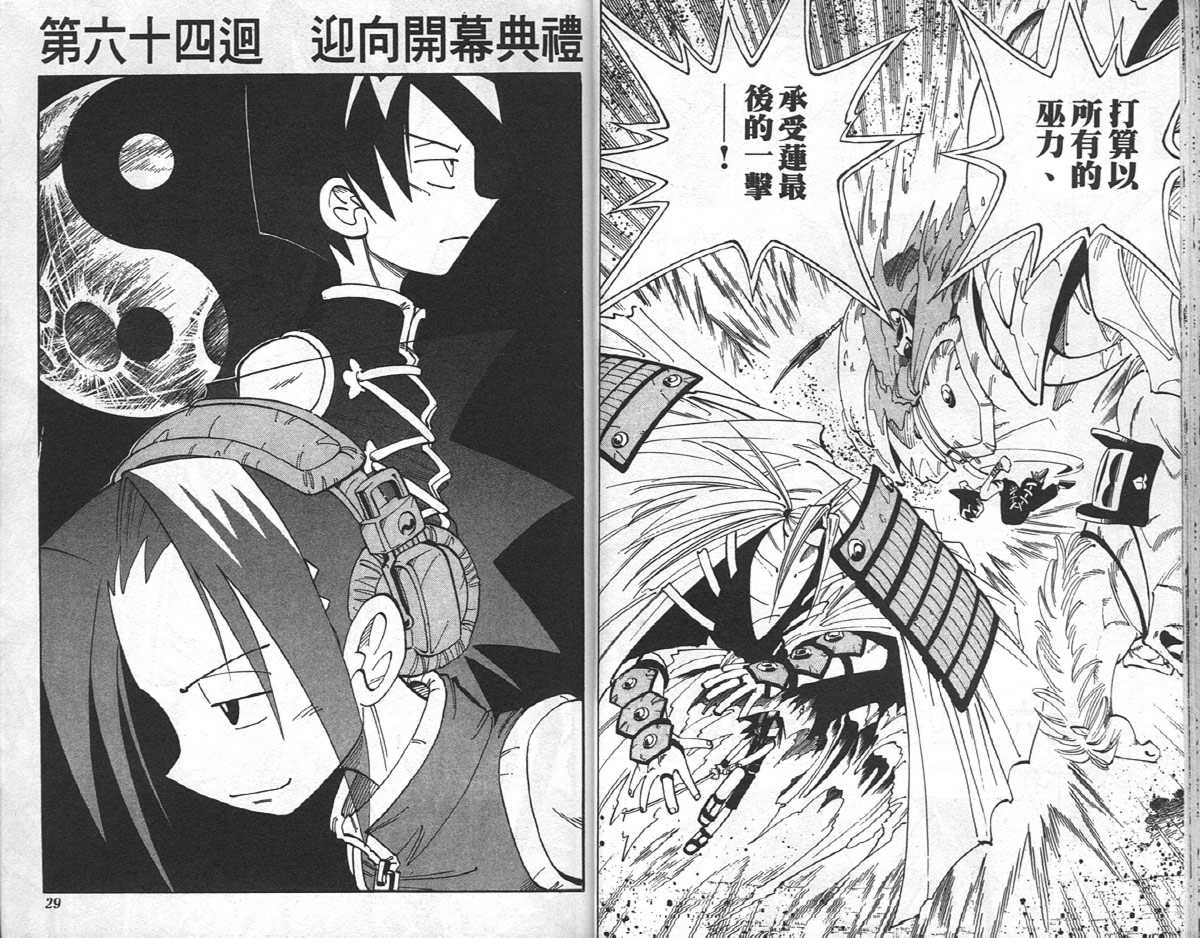 打算以
所有的
巫力、
承受蓮最
後的一擊
——！
第六十四迴　迎向開幕典禮
29